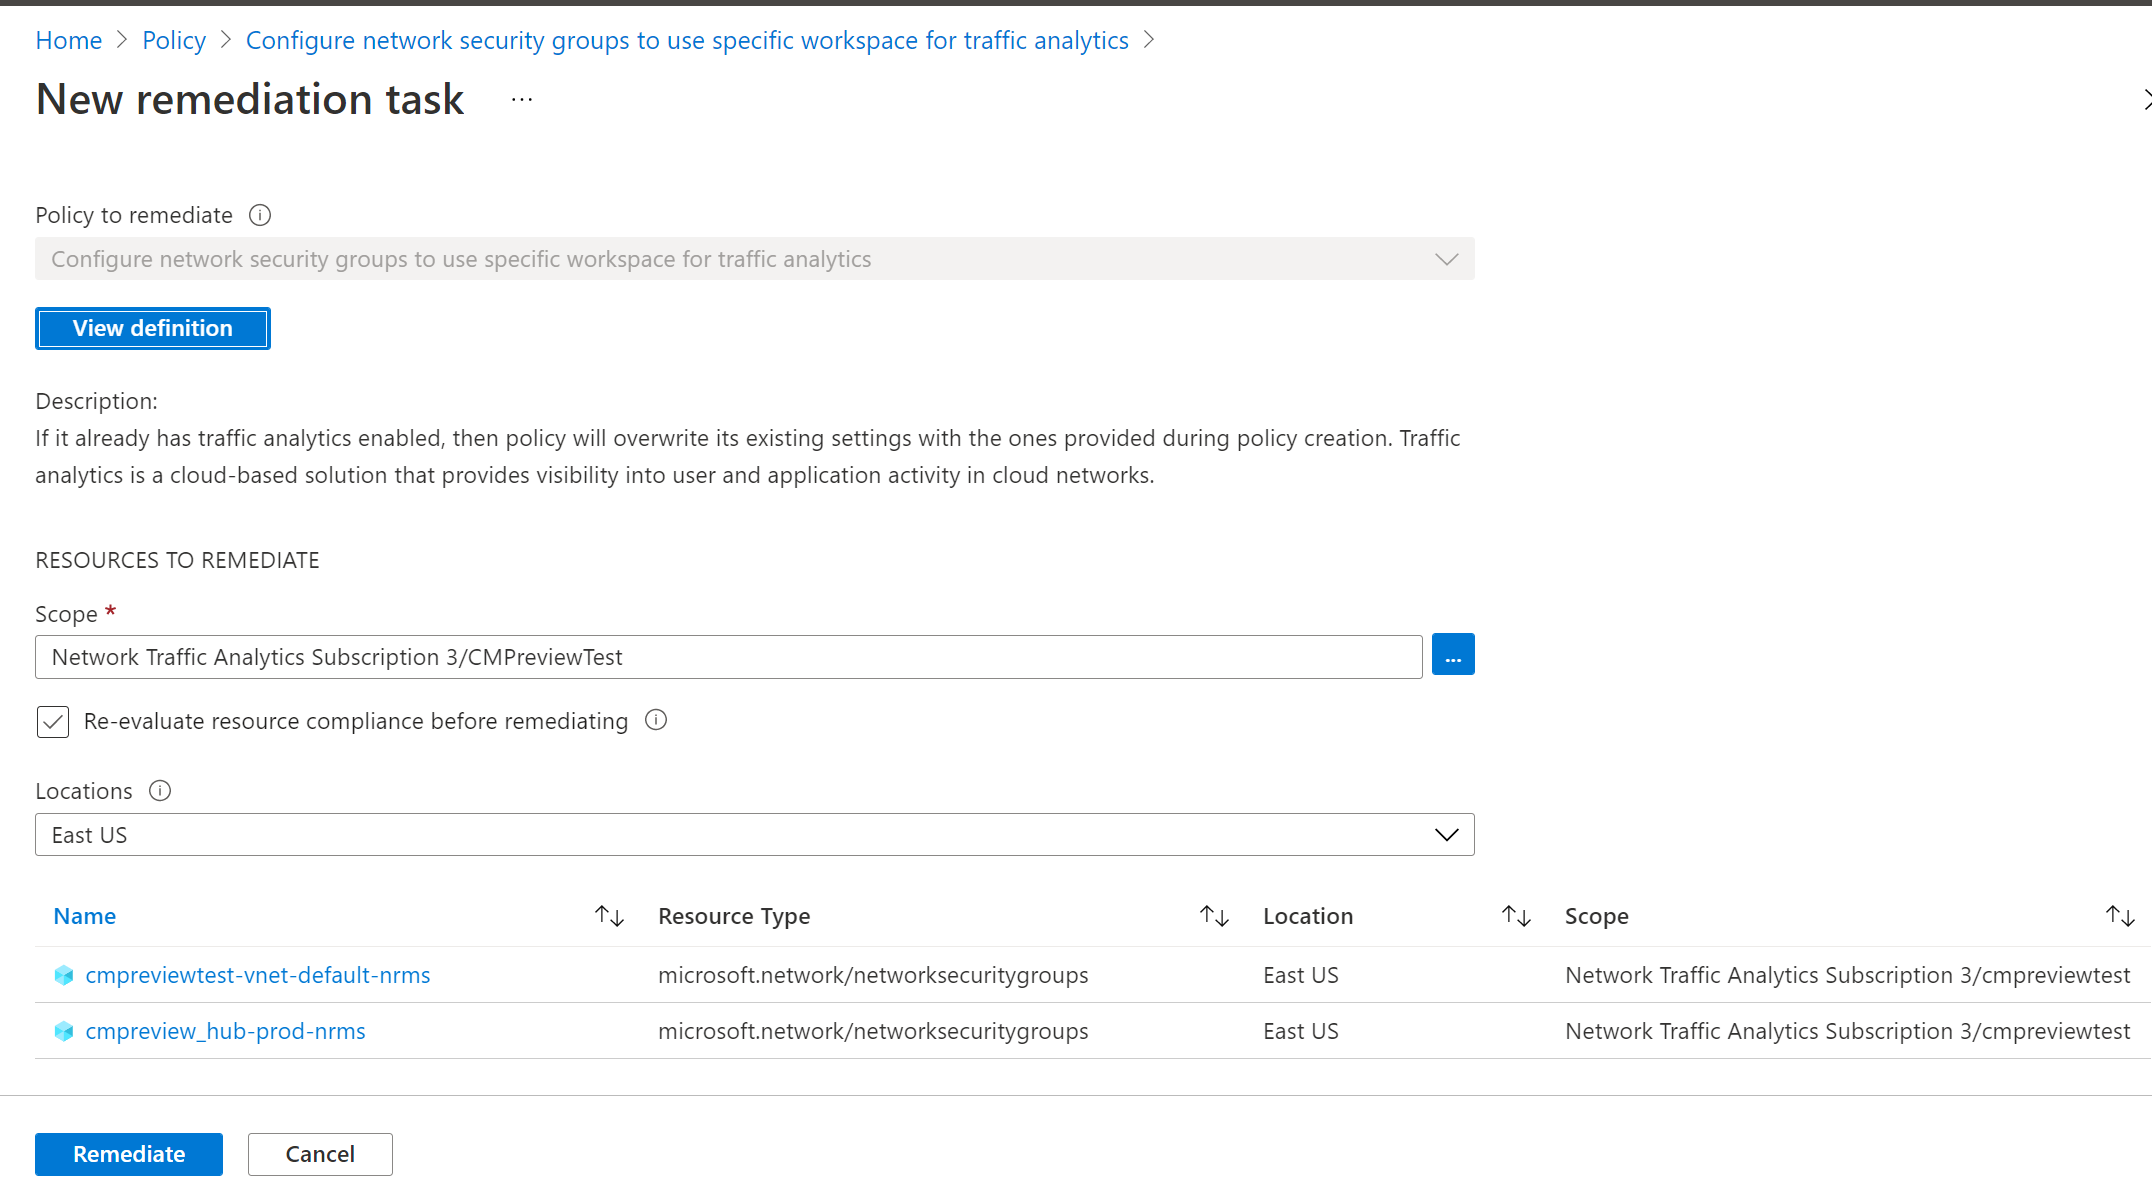 Home > Policy > Configure network security groups to use specific workspace for traffic analytics >
New remediation task ...
Policy to remediate
Configure network security groups to use specific workspace for traffic analytics
View definition
Description:
If it already has traffic analytics enabled, then policy will overwrite its existing settings with the ones provided during policy creation. Traffic
analytics is a cloud-based solution that provides visibility into user and application activity in cloud networks.
RESOURCES TO REMEDIATE
Scope *
Network Traffic Analytics Subscription 3/CMPreviewTest ...
Re-evaluate resource compliance before remediating
Locations
East US
Name Resource Type Location Scope
cmpreviewtest-vnet-default-nrms microsoft.network/networksecuritygroups East US Network Traffic Analytics Subscription 3/cmpreviewtest
cmpreview_hub-prod-nrms microsoft.network/networksecuritygroups East US Network Traffic Analytics Subscription 3/cmpreviewtest
Remediate Cancel